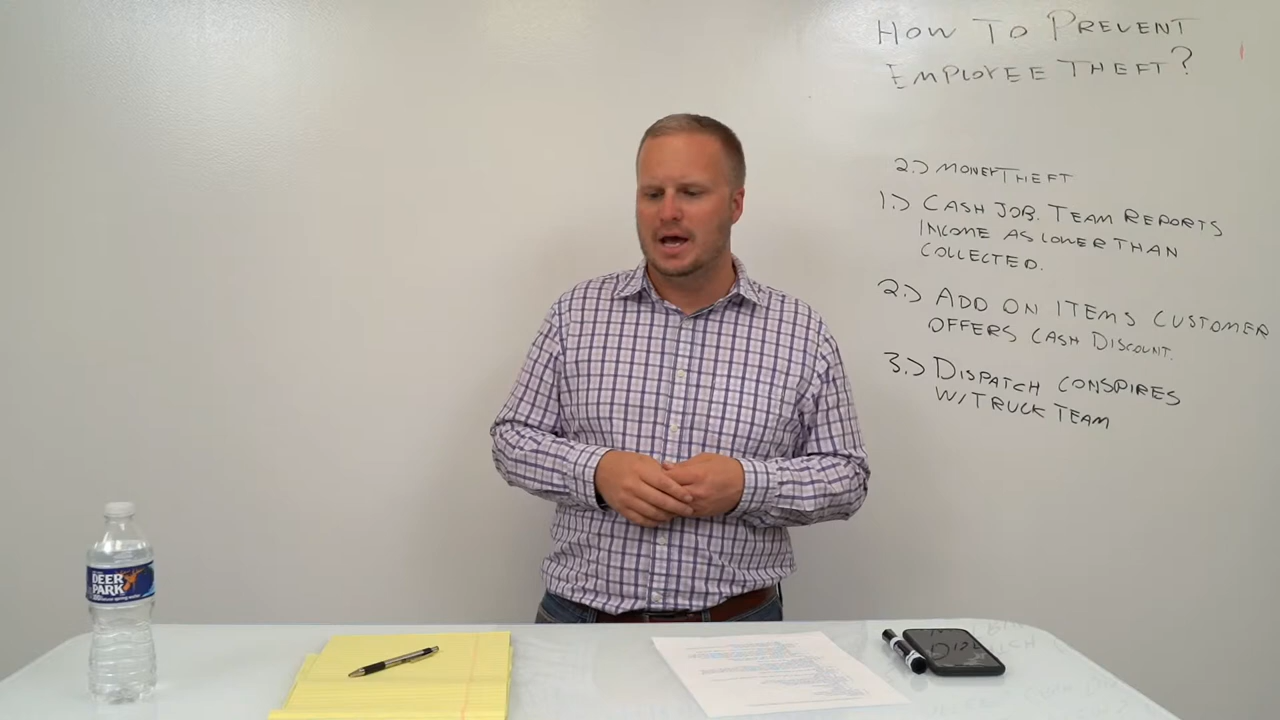 HOW TO PREVENT
EMPLOYEE THEFT?
2.) MONEY THEFT
1.) CASH JOB. TEAM REPORTS
INCOME AS LOWER THAN
COLLECTED.
2.) ADD ON ITEMS CUSTOMER
OFFERS CASH DISCOUNT.
3.) DISPATCH CONSPIRES
W/ TRUCK TEAM
DEER
PARK